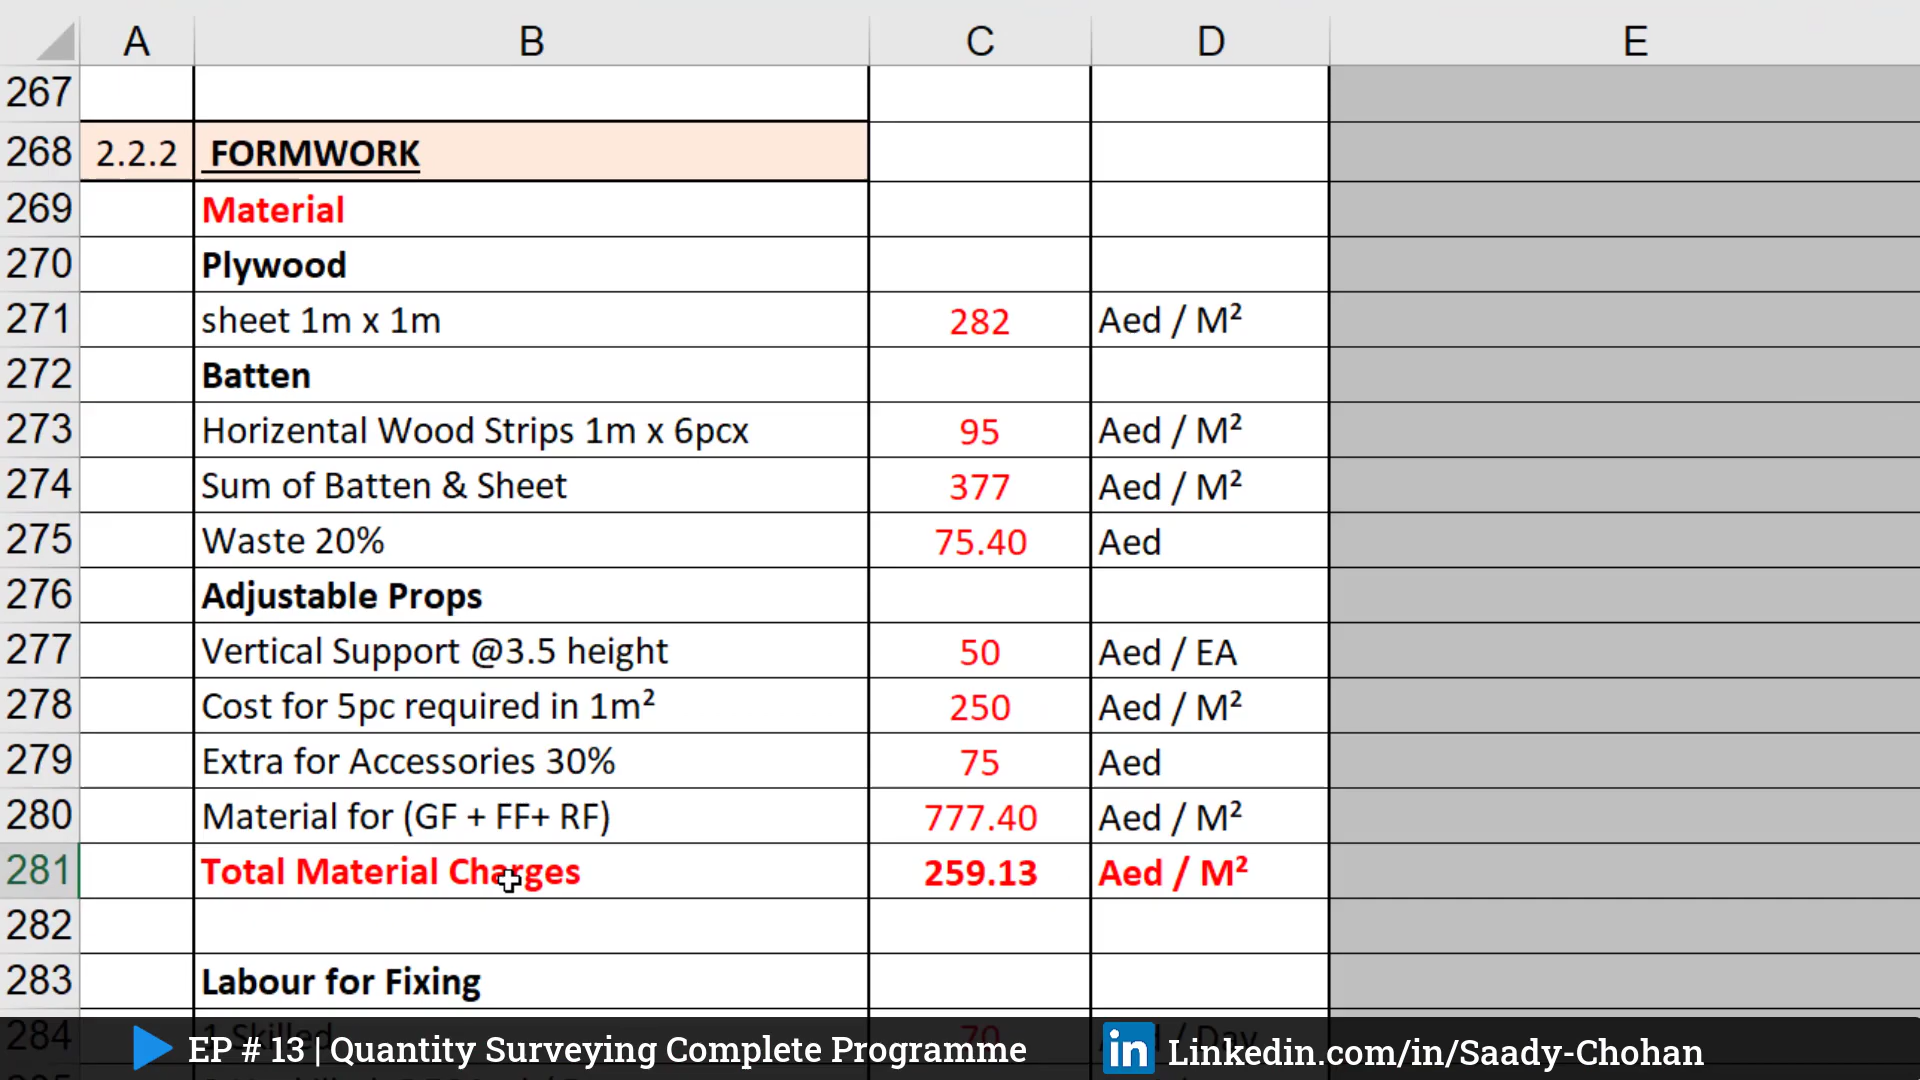 A B C D E
267
268 2.2.2 FORMWORK
269 Material
270 Plywood
271 sheet 1m x 1m 282 Aed / M²
272 Batten
273 Horizental Wood Strips 1m x 6pcx 95 Aed / M²
274 Sum of Batten & Sheet 377 Aed / M²
275 Waste 20% 75.40 Aed
276 Adjustable Props
277 Vertical Support @3.5 height 50 Aed / EA
278 Cost for 5pc required in 1m² 250 Aed / M²
279 Extra for Accessories 30% 75 Aed
280 Material for (GF + FF+ RF) 777.40 Aed / M²
281 Total Material Charges 259.13 Aed / M²
282
283 Labour for Fixing
284 1 Skilled 70 / Day
EP # 13 | Quantity Surveying Complete Programme
in Linkedin.com/in/Saady-Chohan